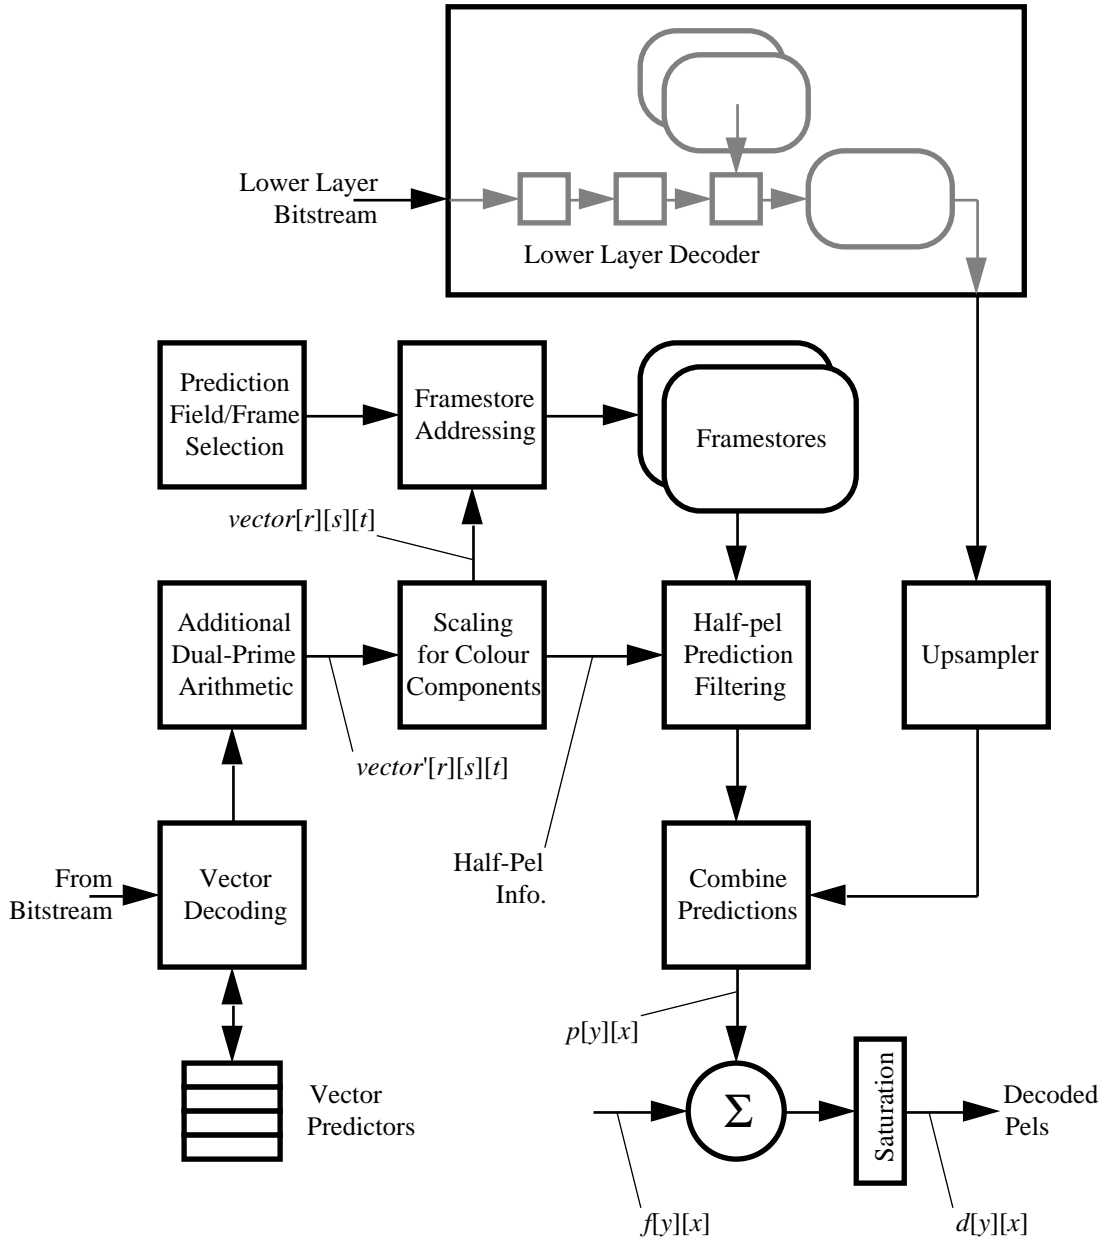 Lower Layer
Bitstream
Lower Layer Decoder
Prediction
Field/Frame
Selection
Framestore
Addressing
Framestores
vector[r][s][t]
Additional
Dual-Prime
Arithmetic
Scaling
for Colour
Components
Half-pel
Prediction
Filtering
Upsampler
vector'[r][s][t]
From
Bitstream
Vector
Decoding
Half-Pel
Info.
Combine
Predictions
p[y][x]
Vector
Predictors
Σ
Saturation
Decoded
Pels
f[y][x]
d[y][x]